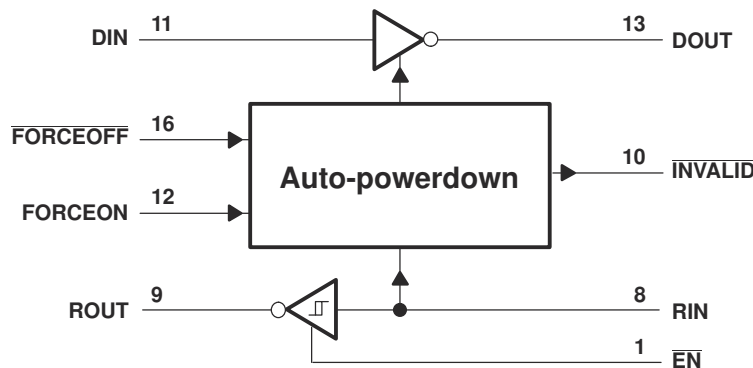 DIN 11 13 DOUT
FORCEOFF 16
Auto-powerdown 10 INVALID
FORCEON 12
ROUT 9 8 RIN
1 EN